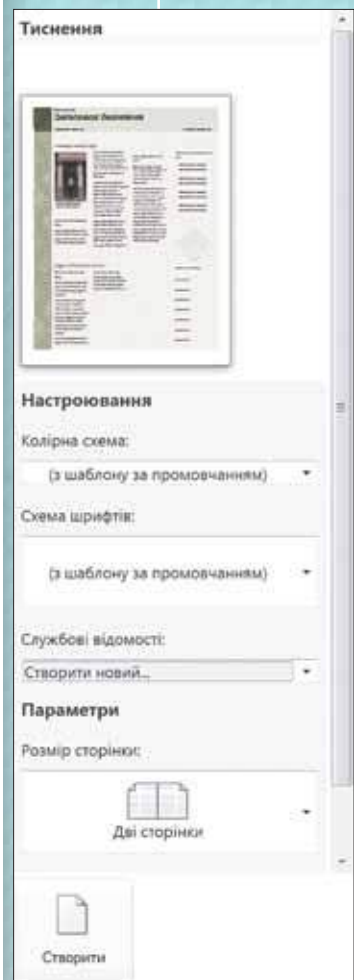 Тиснення
Настроювання
Колірна схема:
(з шаблону за промовчанням)
Схема шрифтів:
(з шаблону за промовчанням)
Службові відомості:
Створити новий...
Параметри
Розмір сторінки:
Дві сторінки
Створити